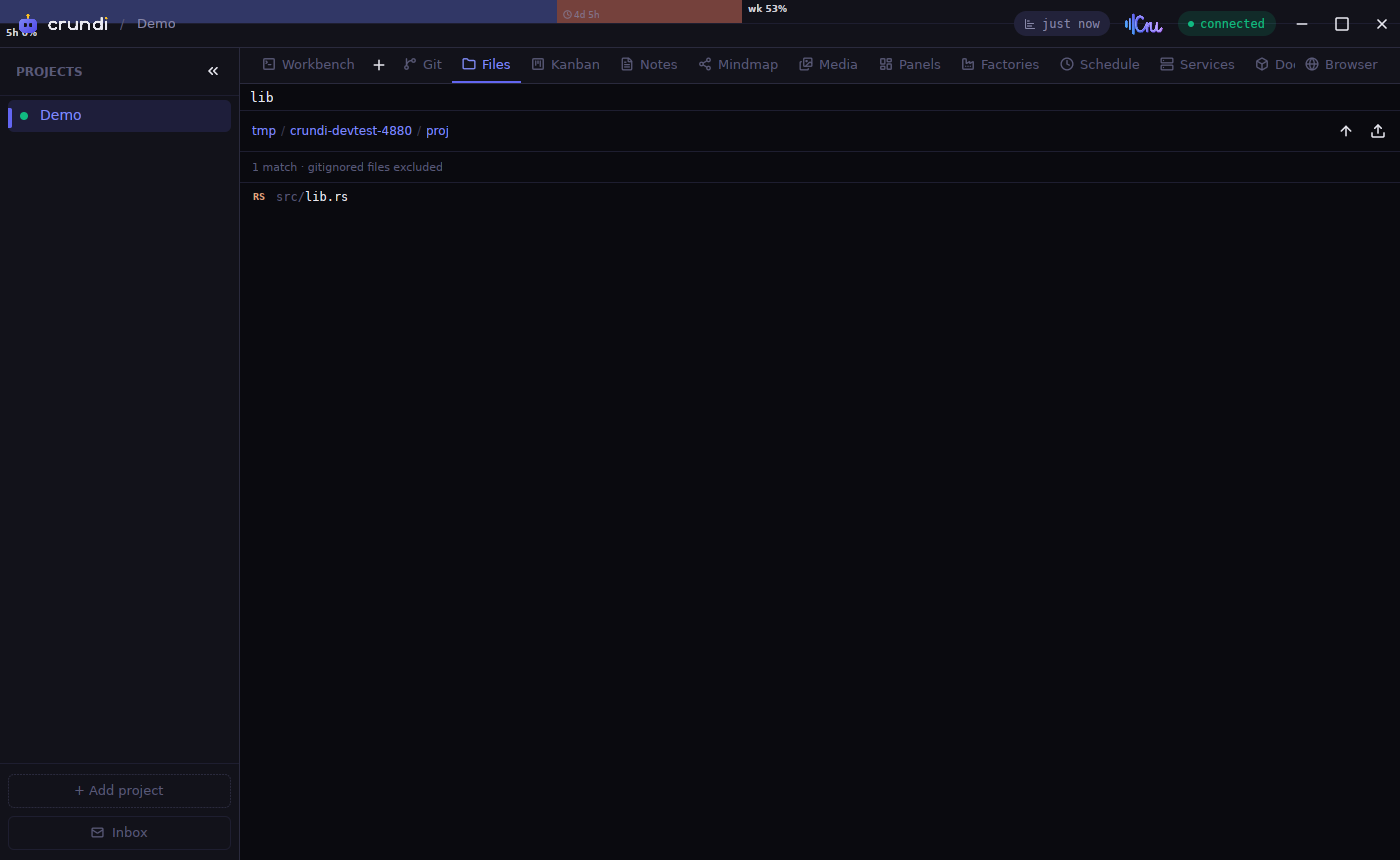 4d 5h
wk 53%
5h
crundi / Demo
just now
Cru
connected
PROJECTS
Workbench
Git
Files
Kanban
Notes
Mindmap
Media
Panels
Factories
Schedule
Services
Do
Browser
Demo
lib
tmp / crundi-devtest-4880 / proj
1 match · gitignored files excluded
RS src/lib.rs
+ Add project
Inbox